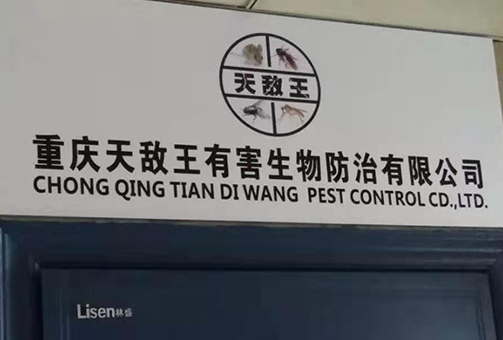 天敌王
重庆天敌王有害生物防治有限公司
CHONG QING TIAN DI WANG PEST CONTROL CD.,LTD.
Lisen林盛